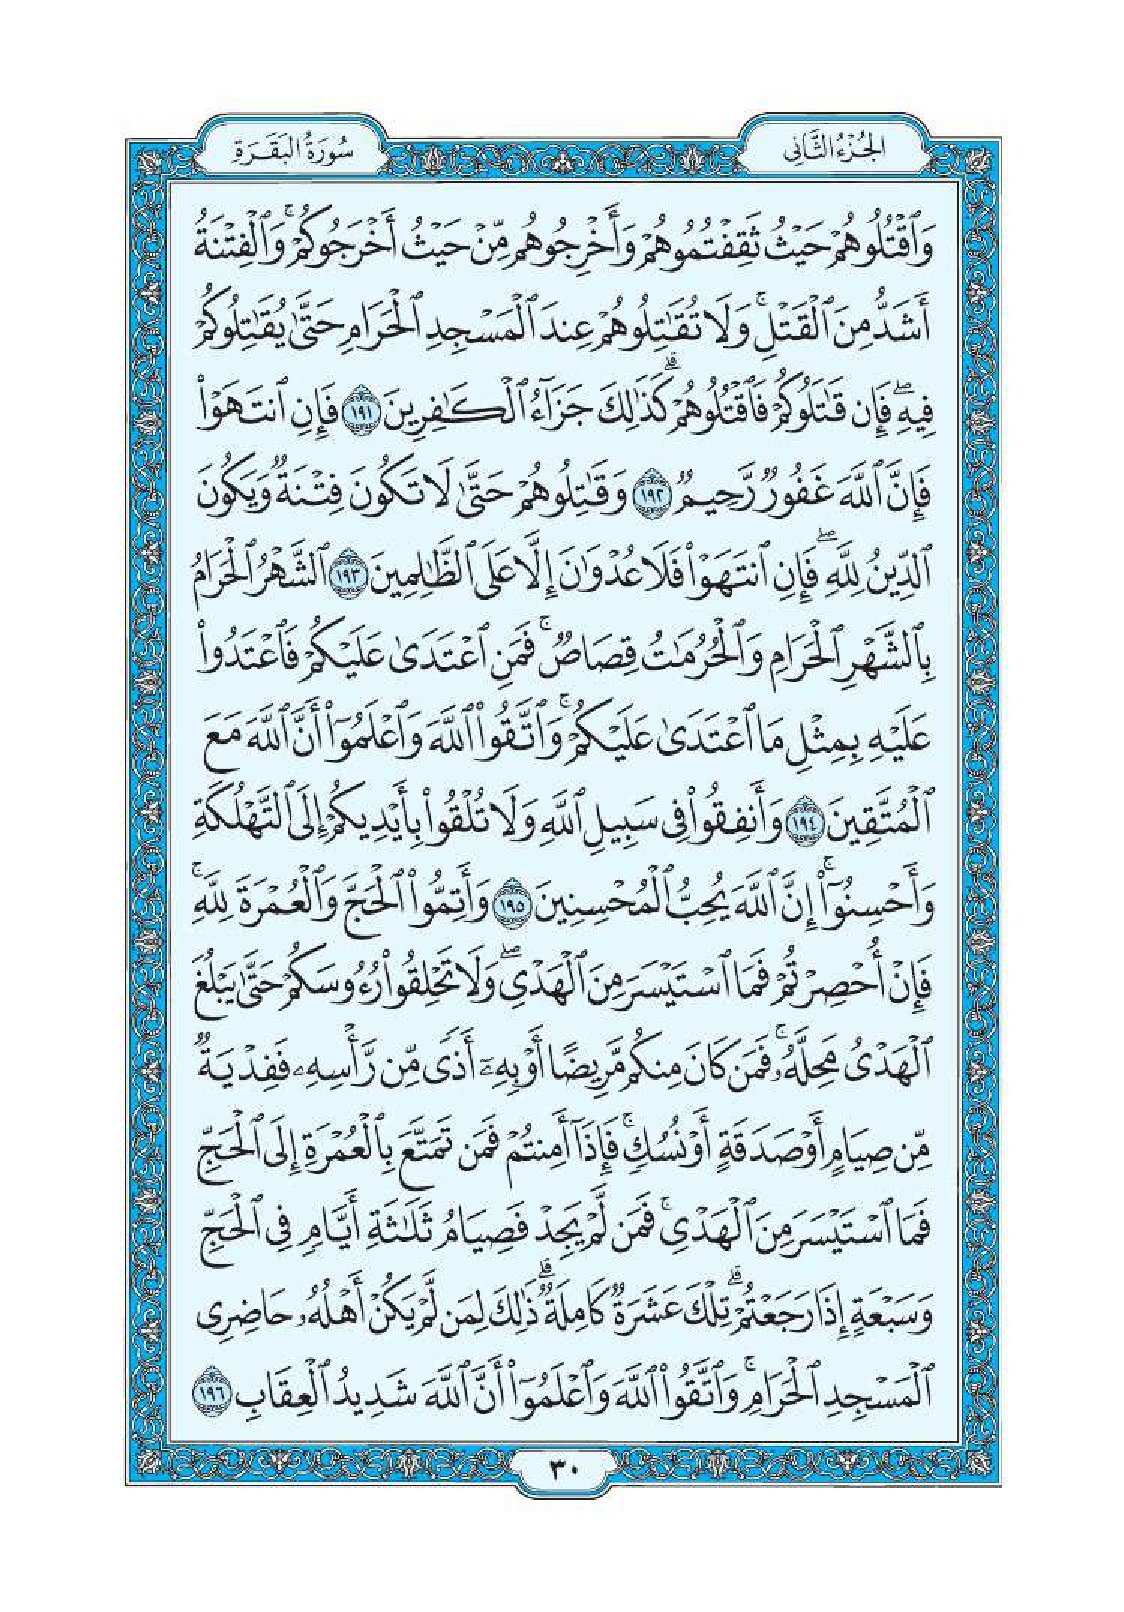 الجُزْءُ الثَّانِي
سُورَةُ البَقَرَةِ
وَٱقْتُلُوهُمْ حَيْثُ ثَقِفْتُمُوهُمْ وَأَخْرِجُوهُم مِّنْ حَيْثُ أَخْرَجُوكُمْ ۚ وَٱلْفِتْنَةُ
أَشَدُّ مِنَ ٱلْقَتْلِ ۚ وَلَا تُقَٰتِلُوهُمْ عِندَ ٱلْمَسْجِدِ ٱلْحَرَامِ حَتَّىٰ يُقَٰتِلُوكُمْ
فِيهِ ۖ فَإِن قَٰتَلُوكُمْ فَٱقْتُلُوهُمْ ۗ كَذَٰلِكَ جَزَآءُ ٱلْكَٰفِرِينَ ١٩١ فَإِنِ ٱنتَهَوْا۟
فَإِنَّ ٱللَّهَ غَفُورٌ رَّحِيمٌ ١٩٢ وَقَٰتِلُوهُمْ حَتَّىٰ لَا تَكُونَ فِتْنَةٌ وَيَكُونَ
ٱلدِّينُ لِلَّهِ ۖ فَإِنِ ٱنتَهَوْا۟ فَلَا عُدْوَٰنَ إِلَّا عَلَى ٱلظَّٰلِمِينَ ١٩٣ ٱلشَّهْرُ ٱلْحَرَامُ
بِٱلشَّهْرِ ٱلْحَرَامِ وَٱلْحُرُمَٰتُ قِصَاصٌ ۚ فَمَنِ ٱعْتَدَىٰ عَلَيْكُمْ فَٱعْتَدُوا۟
عَلَيْهِ بِمِثْلِ مَا ٱعْتَدَىٰ عَلَيْكُمْ ۚ وَٱتَّقُوا۟ ٱللَّهَ وَٱعْلَمُوٓا۟ أَنَّ ٱللَّهَ مَعَ
ٱلْمُتَّقِينَ ١٩٤ وَأَنفِقُوا۟ فِى سَبِيلِ ٱللَّهِ وَلَا تُلْقُوا۟ بِأَيْدِيكُمْ إِلَى ٱلتَّهْلُكَةِ
وَأَحْسِنُوٓا۟ ۛ إِنَّ ٱللَّهَ يُحِبُّ ٱلْمُحْسِنِينَ ١٩٥ وَأَتِمُّوا۟ ٱلْحَجَّ وَٱلْعُمْرَةَ لِلَّهِ ۚ
فَإِنْ أُحْصِرْتُمْ فَمَا ٱسْتَيْسَرَ مِنَ ٱلْهَدْىِ ۖ وَلَا تَحْلِقُوا۟ رُءُوسَكُمْ حَتَّىٰ يَبْلُغَ
ٱلْهَدْىُ مَحِلَّهُۥ ۚ فَمَن كَانَ مِنكُم مَّرِيضًا أَوْ بِهِۦٓ أَذًى مِّن رَّأْسِهِۦ فَفِدْيَةٌ
مِّن صِيَامٍ أَوْ صَدَقَةٍ أَوْ نُسُكٍ ۚ فَإِذَآ أَمِنتُمْ فَمَن تَمَتَّعَ بِٱلْعُمْرَةِ إِلَى ٱلْحَجِّ
فَمَا ٱسْتَيْسَرَ مِنَ ٱلْهَدْىِ ۚ فَمَن لَّمْ يَجِدْ فَصِيَامُ ثَلَٰثَةِ أَيَّامٍ فِى ٱلْحَجِّ
وَسَبْعَةٍ إِذَا رَجَعْتُمْ ۗ تِلْكَ عَشَرَةٌ كَامِلَةٌ ۗ ذَٰلِكَ لِمَن لَّمْ يَكُنْ أَهْلُهُۥ حَاضِرِى
ٱلْمَسْجِدِ ٱلْحَرَامِ ۚ وَٱتَّقُوا۟ ٱللَّهَ وَٱعْلَمُوٓا۟ أَنَّ ٱللَّهَ شَدِيدُ ٱلْعِقَابِ ١٩٦
٣٠